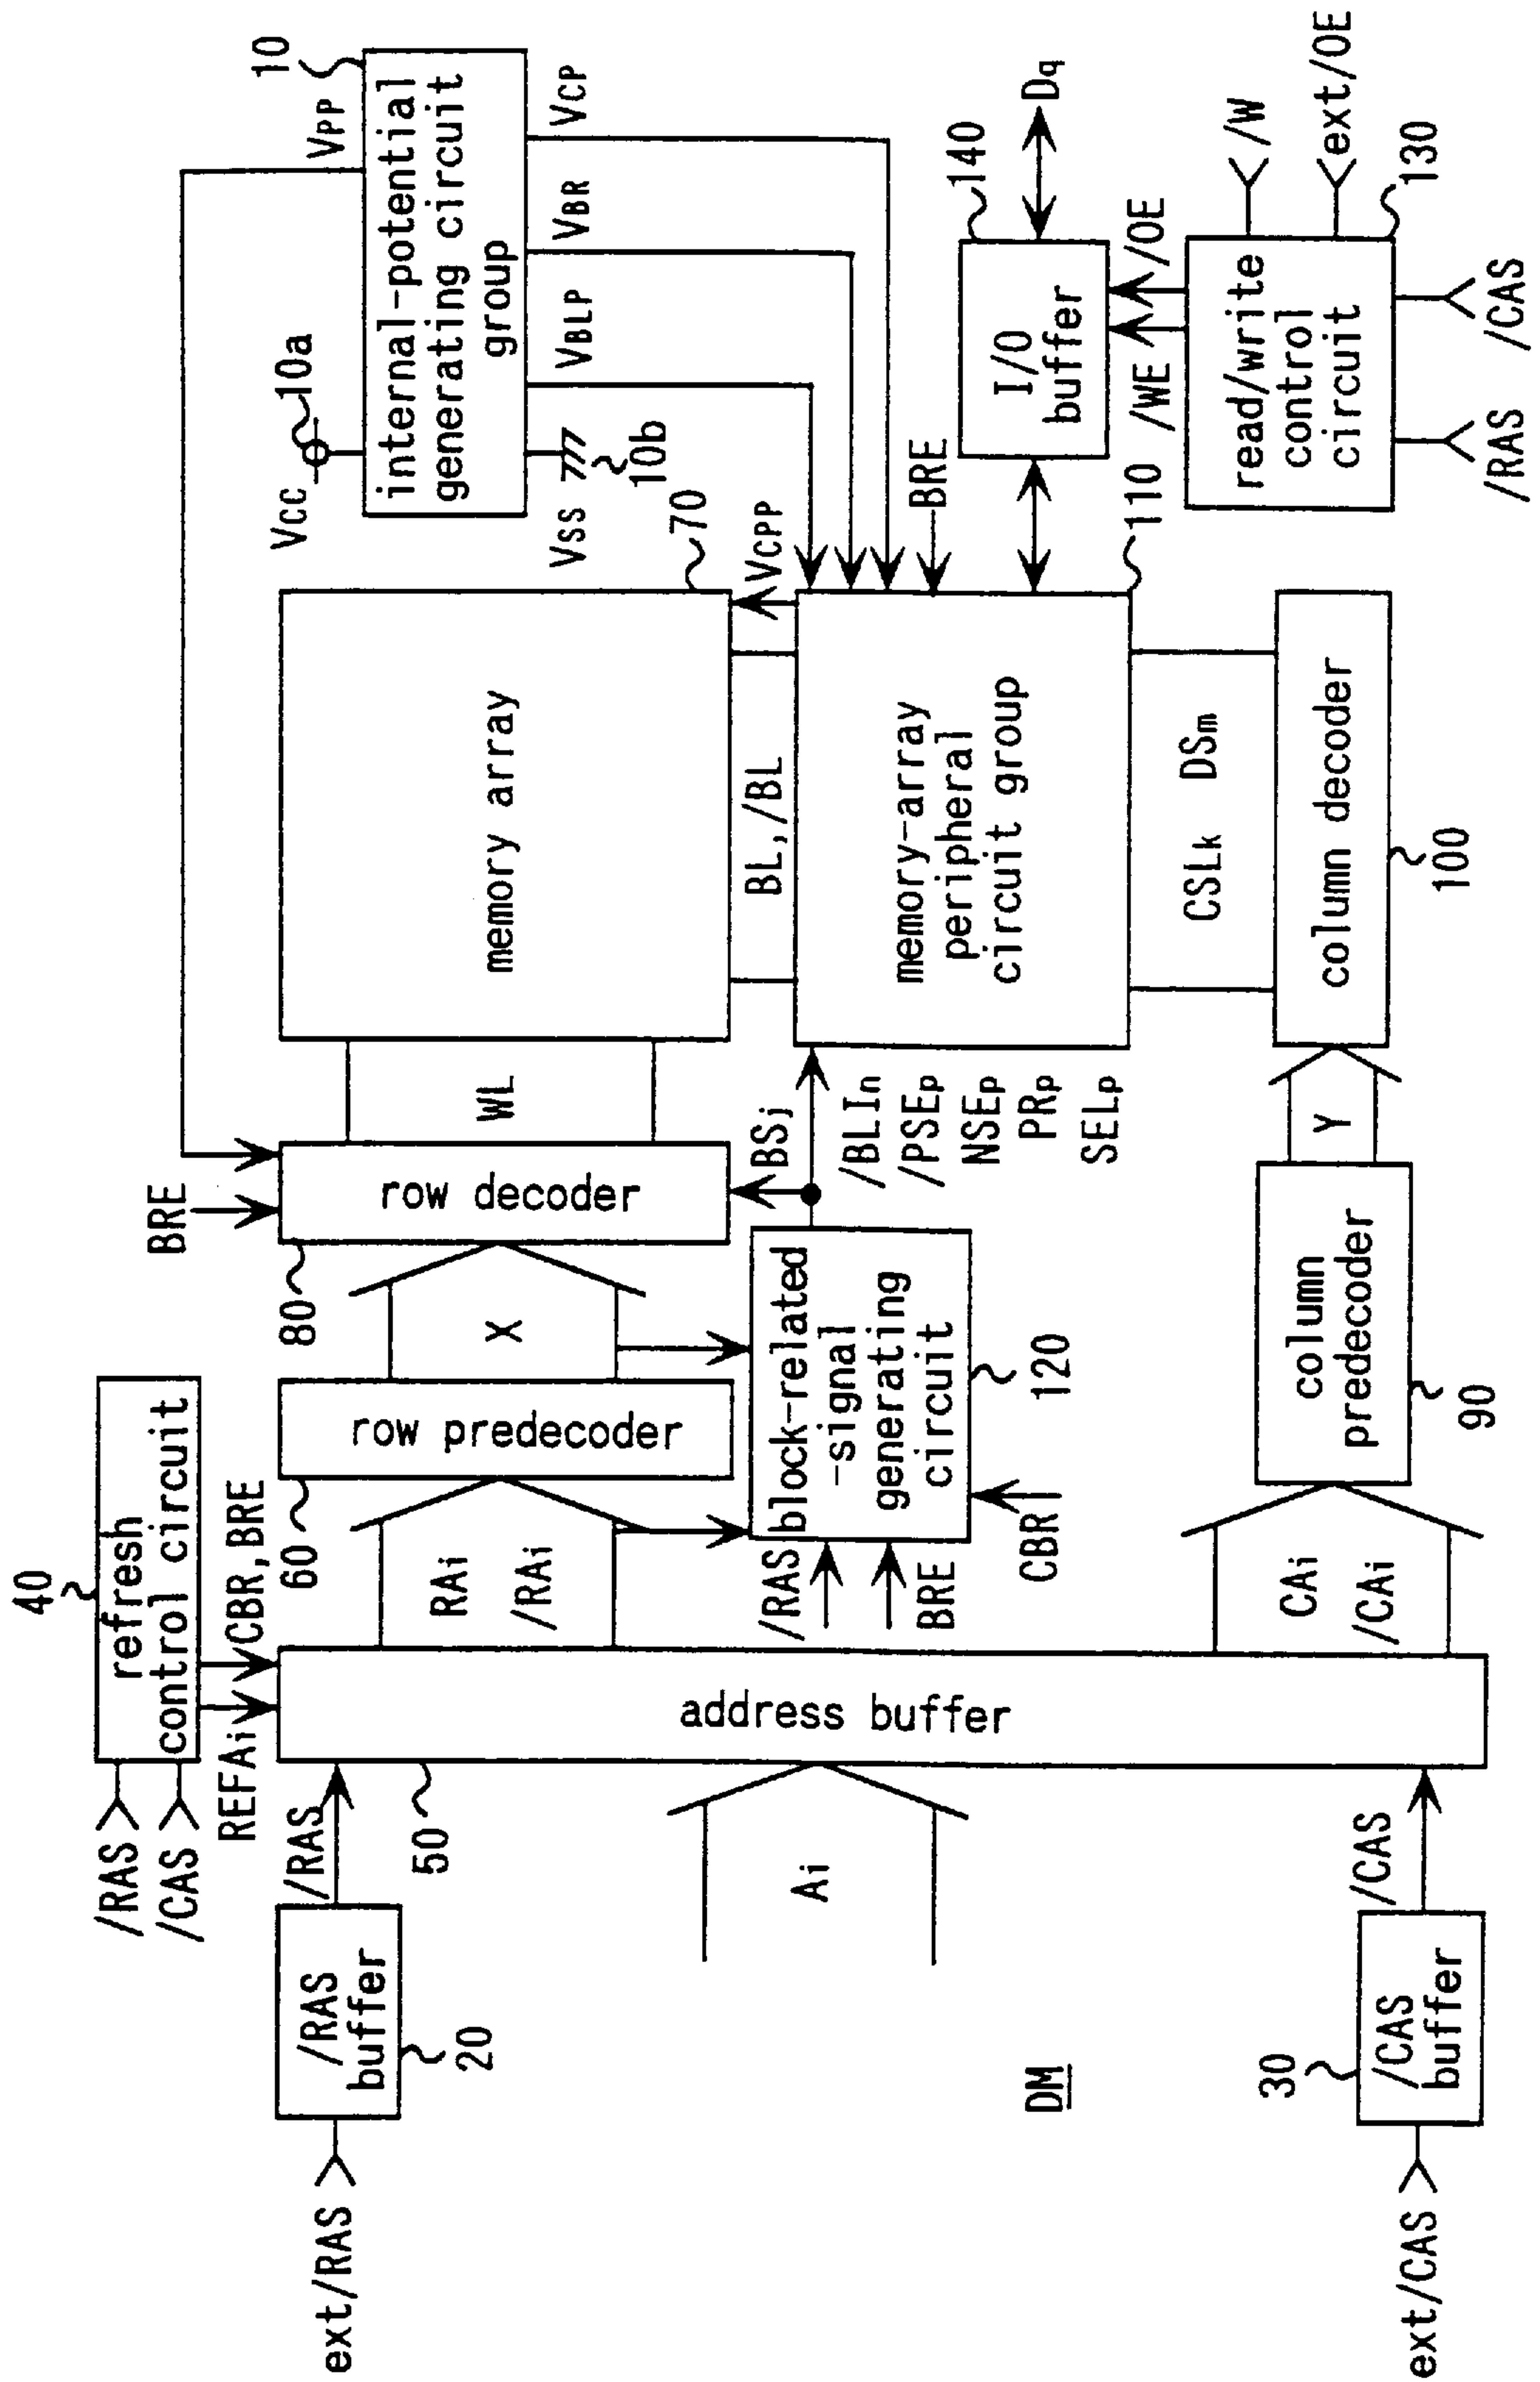 10
VPP
internal-potential
generating circuit
group
VCC
10a
VSS
10b
VBLP
VBR
VCP
40
refresh
control circuit
/RAS
/CAS
REFAi
CBR,BRE
BRE
ext/RAS
/RAS
buffer
20
/RAS
50
address buffer
Ai
RAi
/RAi
60
row predecoder
X
80
row decoder
WL
memory array
70
VCPP
BL,/BL
/RAS
BRE
CBR
block-related
-signal
generating
circuit
120
BSj
/BLIn
/PSEp
NSEp
PRp
SELp
memory-array
peripheral
circuit group
110
BRE
I/O
buffer
140
Dq
/WE
/OE
read/write
control
circuit
130
/W
ext/OE
/RAS
/CAS
CSLk
DSm
column decoder
100
Y
column
predecoder
90
CAi
/CAi
/CAS
30
/CAS
buffer
ext/CAS
DM